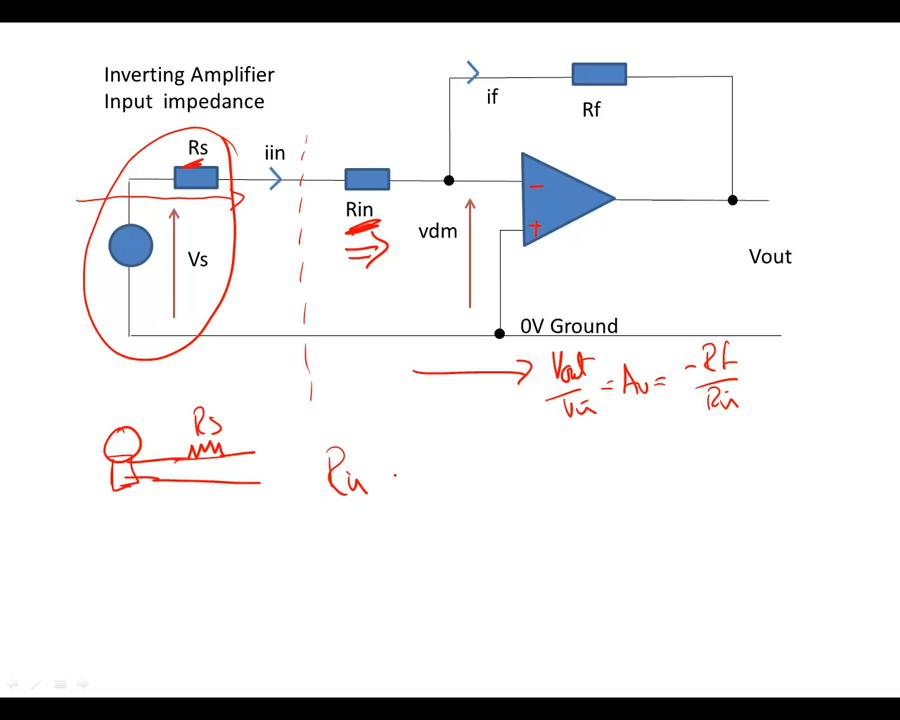 Inverting Amplifier
Input impedance
Rs
iin
if
Rf
Rin
vdm
Vs
−
+
Vout
0V Ground
Vout/Vin = Av = -Rf/Rin
Rs
Rin